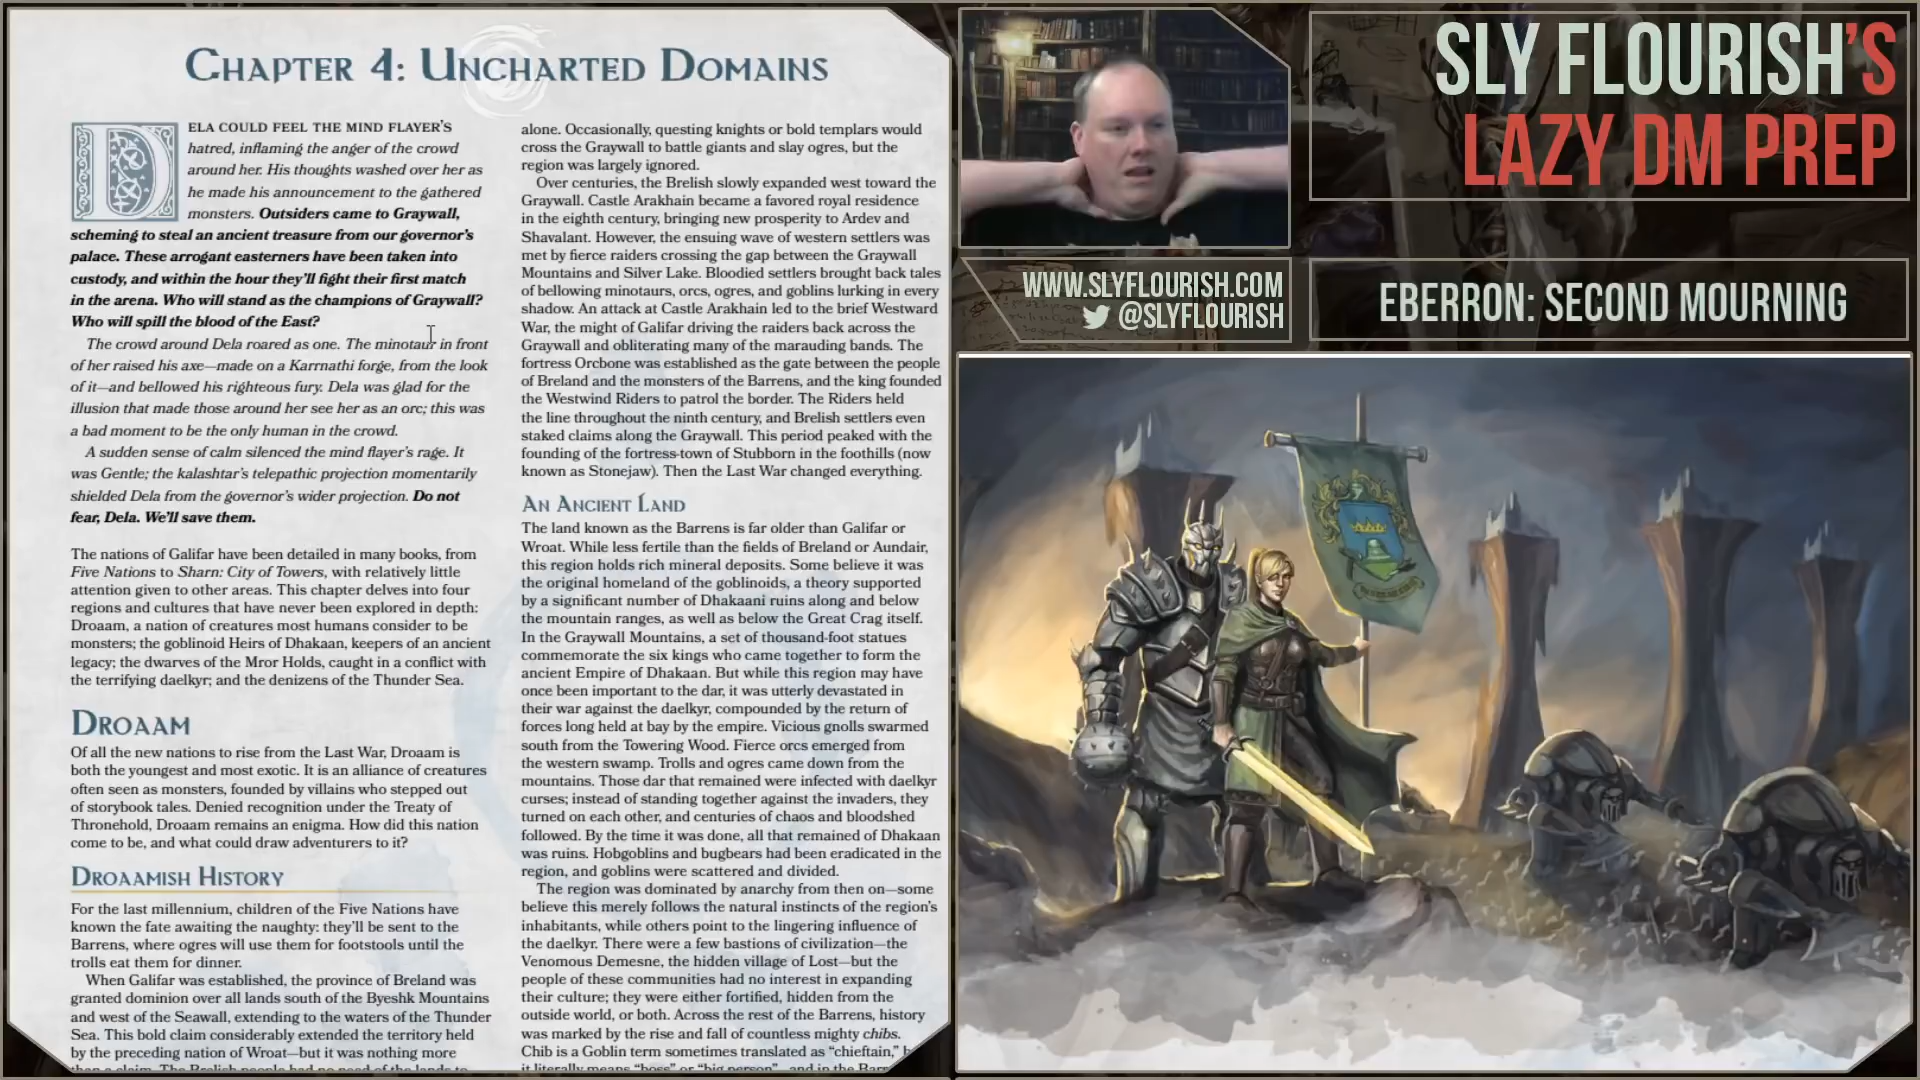 CHAPTER 4: UNCHARTED DOMAINS
DELA COULD FEEL THE MIND FLAYER'S
hatred, inflaming the anger of the crowd
around her. His thoughts washed over her as
he made his announcement to the gathered
monsters. Outsiders came to Graywall,
scheming to steal an ancient treasure from our governor's
palace. These arrogant easterners have been taken into
custody, and within the hour they'll fight their first match
in the arena. Who will stand as the champions of Graywall?
Who will spill the blood of the East?
The crowd around Dela roared as one. The minotaur in front
of her raised his axe—made on a Karrnathi forge, from the look
of it—and bellowed his righteous fury. Dela was glad for the
illusion that made those around her see her as an orc; this was
a bad moment to be the only human in the crowd.
A sudden sense of calm silenced the mind flayer's rage. It
was Gentle; the kalashtar's telepathic projection momentarily
shielded Dela from the governor's wider projection. Do not
fear, Dela. We'll save them.
The nations of Galifar have been detailed in many books, from
Five Nations to Sharn: City of Towers, with relatively little
attention given to other areas. This chapter delves into four
regions and cultures that have never been explored in depth:
Droaam, a nation of creatures most humans consider to be
monsters; the goblinoid Heirs of Dhakaan, keepers of an ancient
legacy; the dwarves of the Mror Holds, caught in a conflict with
the terrifying daelkyr; and the denizens of the Thunder Sea.
DROAAM
Of all the new nations to rise from the Last War, Droaam is
both the youngest and most exotic. It is an alliance of creatures
often seen as monsters, founded by villains who stepped out
of storybook tales. Denied recognition under the Treaty of
Thronehold, Droaam remains an enigma. How did this nation
come to be, and what could draw adventurers to it?
DROAAMISH HISTORY
For the last millennium, children of the Five Nations have
known the fate awaiting the naughty: they'll be sent to the
Barrens, where ogres will use them for footstools until the
trolls eat them for dinner.
When Galifar was established, the province of Breland was
granted dominion over all lands south of the Byeshk Mountains
and west of the Seawall, extending to the waters of the Thunder
Sea. This bold claim considerably extended the territory held
by the preceding nation of Wroat—but it was nothing more
than a claim. The Brelish people had no need of the lands to
alone. Occasionally, questing knights or bold templars would
cross the Graywall to battle giants and slay ogres, but the
region was largely ignored.
Over centuries, the Brelish slowly expanded west toward the
Graywall. Castle Arakhain became a favored royal residence
in the eighth century, bringing new prosperity to Ardev and
Shavalant. However, the ensuing wave of western settlers was
met by fierce raiders crossing the gap between the Graywall
Mountains and Silver Lake. Bloodied settlers brought back tales
of bellowing minotaurs, orcs, ogres, and goblins lurking in every
shadow. An attack at Castle Arakhain led to the brief Westward
War, the might of Galifar driving the raiders back across the
Graywall and obliterating many of the marauding bands. The
fortress Orcbone was established as the gate between the people
of Breland and the monsters of the Barrens, and the king founded
the Westwind Riders to patrol the border. The Riders held
the line throughout the ninth century, and Brelish settlers even
staked claims along the Graywall. This period peaked with the
founding of the fortress-town of Stubborn in the foothills (now
known as Stonejaw). Then the Last War changed everything.
AN ANCIENT LAND
The land known as the Barrens is far older than Galifar or
Wroat. While less fertile than the fields of Breland or Aundair,
this region holds rich mineral deposits. Some believe it was
the original homeland of the goblinoids, a theory supported
by a significant number of Dhakaani ruins along and below
the mountain ranges, as well as below the Great Crag itself.
In the Graywall Mountains, a set of thousand-foot statues
commemorate the six kings who came together to form the
ancient Empire of Dhakaan. But while this region may have
once been important to the dar, it was utterly devastated in
their war against the daelkyr, compounded by the return of
forces long held at bay by the empire. Vicious gnolls swarmed
south from the Towering Wood. Fierce orcs emerged from
the western swamp. Trolls and ogres came down from the
mountains. Those dar that remained were infected with daelkyr
curses; instead of standing together against the invaders, they
turned on each other, and centuries of chaos and bloodshed
followed. By the time it was done, all that remained of Dhakaan
was ruins. Hobgoblins and bugbears had been eradicated in the
region, and goblins were scattered and divided.
The region was dominated by anarchy from then on—some
believe this merely follows the natural instincts of the region's
inhabitants, while others point to the lingering influence of
the daelkyr. There were a few bastions of civilization—the
Venomous Demesne, the hidden village of Lost—but the
people of these communities had no interest in expanding
their culture; they were either fortified, hidden from the
outside world, or both. Across the rest of the Barrens, history
was marked by the rise and fall of countless mighty chibs.
Chib is a Goblin term sometimes translated as "chieftain,"
it literally means "boss" or "big person"—and in the
SLY FLOURISH'S
LAZY DM PREP
WWW.SLYFLOURISH.COM
@SLYFLOURISH
EBERRON: SECOND MOURNING